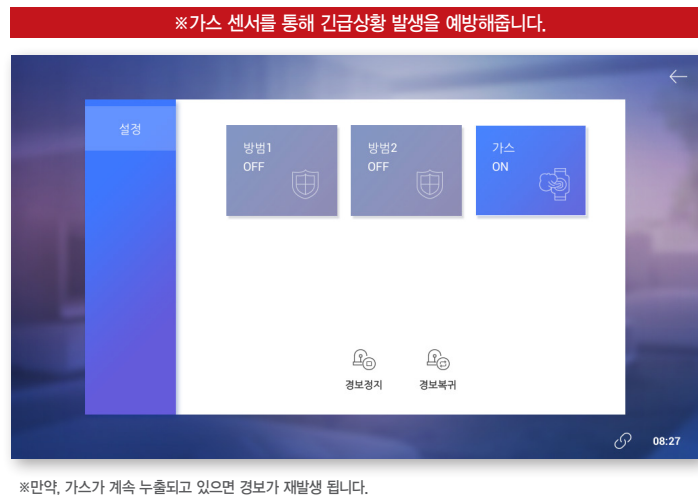 ※가스 센서를 통해 긴급상황 발생을 예방해줍니다.
설정
방범1
OFF
방범2
OFF
가스
ON
경보정지
경보복귀
08:27
※만약, 가스가 계속 누출되고 있으면 경보가 재발생 됩니다.